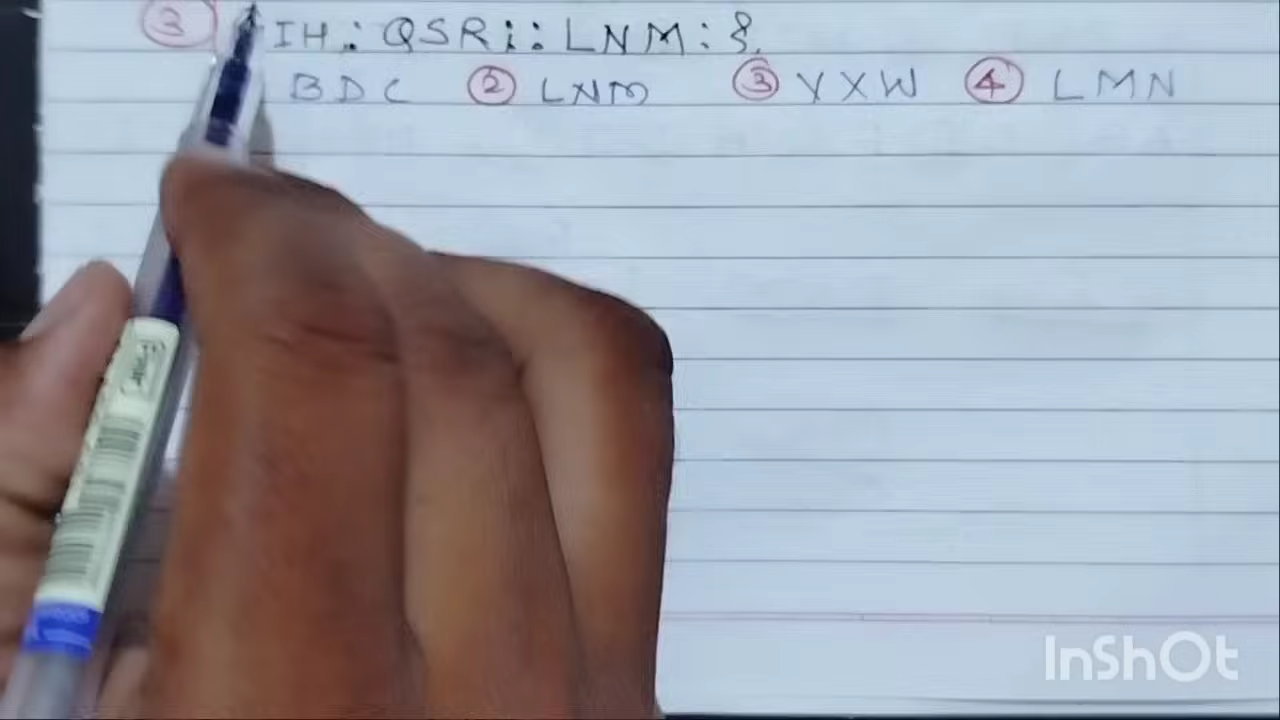 ③ IH : QSR :: LNM : ?
BDC ② LNM ③ YXW ④ LMN
InShOt